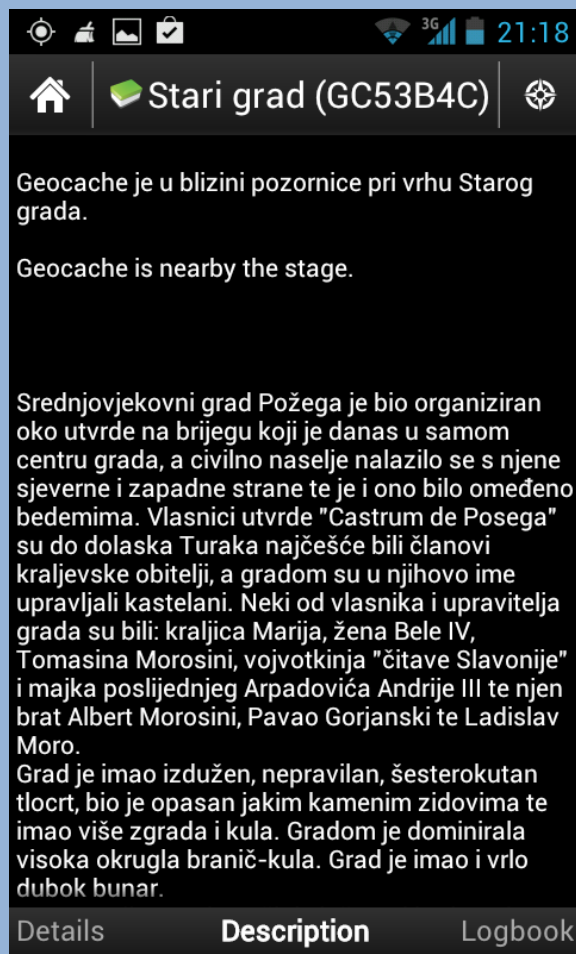 3G 21:18
Stari grad (GC53B4C)
Geocache je u blizini pozornice pri vrhu Starog
grada.
Geocache is nearby the stage.
Srednjovjekovni grad Požega je bio organiziran
oko utvrde na brijegu koji je danas u samom
centru grada, a civilno naselje nalazilo se s njene
sjeverne i zapadne strane te je i ono bilo omeđeno
bedemima. Vlasnici utvrde "Castrum de Posega"
su do dolaska Turaka najčešće bili članovi
kraljevske obitelji, a gradom su u njihovo ime
upravljali kastelani. Neki od vlasnika i upravitelja
grada su bili: kraljica Marija, žena Bele IV,
Tomasina Morosini, vojvotkinja "čitave Slavonije"
i majka poslijednjeg Arpadovića Andrije III te njen
brat Albert Morosini, Pavao Gorjanski te Ladislav
Moro.
Grad je imao izdužen, nepravilan, šesterokutan
tlocrt, bio je opasan jakim kamenim zidovima te
imao više zgrada i kula. Gradom je dominirala
visoka okrugla branič-kula. Grad je imao i vrlo
dubok bunar.
Details Description Logbook